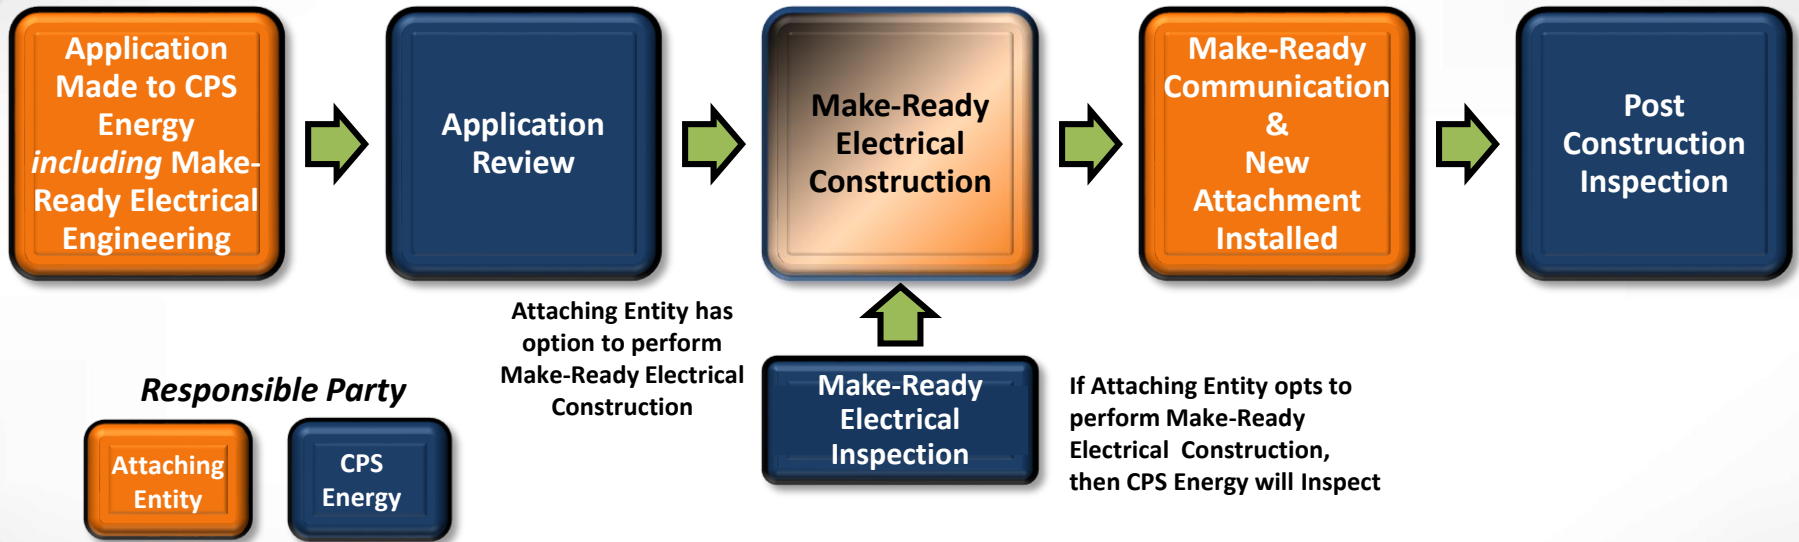 Application
Made to CPS
Energy
including Make-
Ready Electrical
Engineering
Application
Review
Make-Ready
Electrical
Construction
Make-Ready
Communication
&
New
Attachment
Installed
Post
Construction
Inspection
Attaching Entity has
option to perform
Make-Ready Electrical
Construction
Make-Ready
Electrical
Inspection
If Attaching Entity opts to
perform Make-Ready
Electrical Construction,
then CPS Energy will Inspect
Responsible Party
Attaching
Entity
CPS
Energy